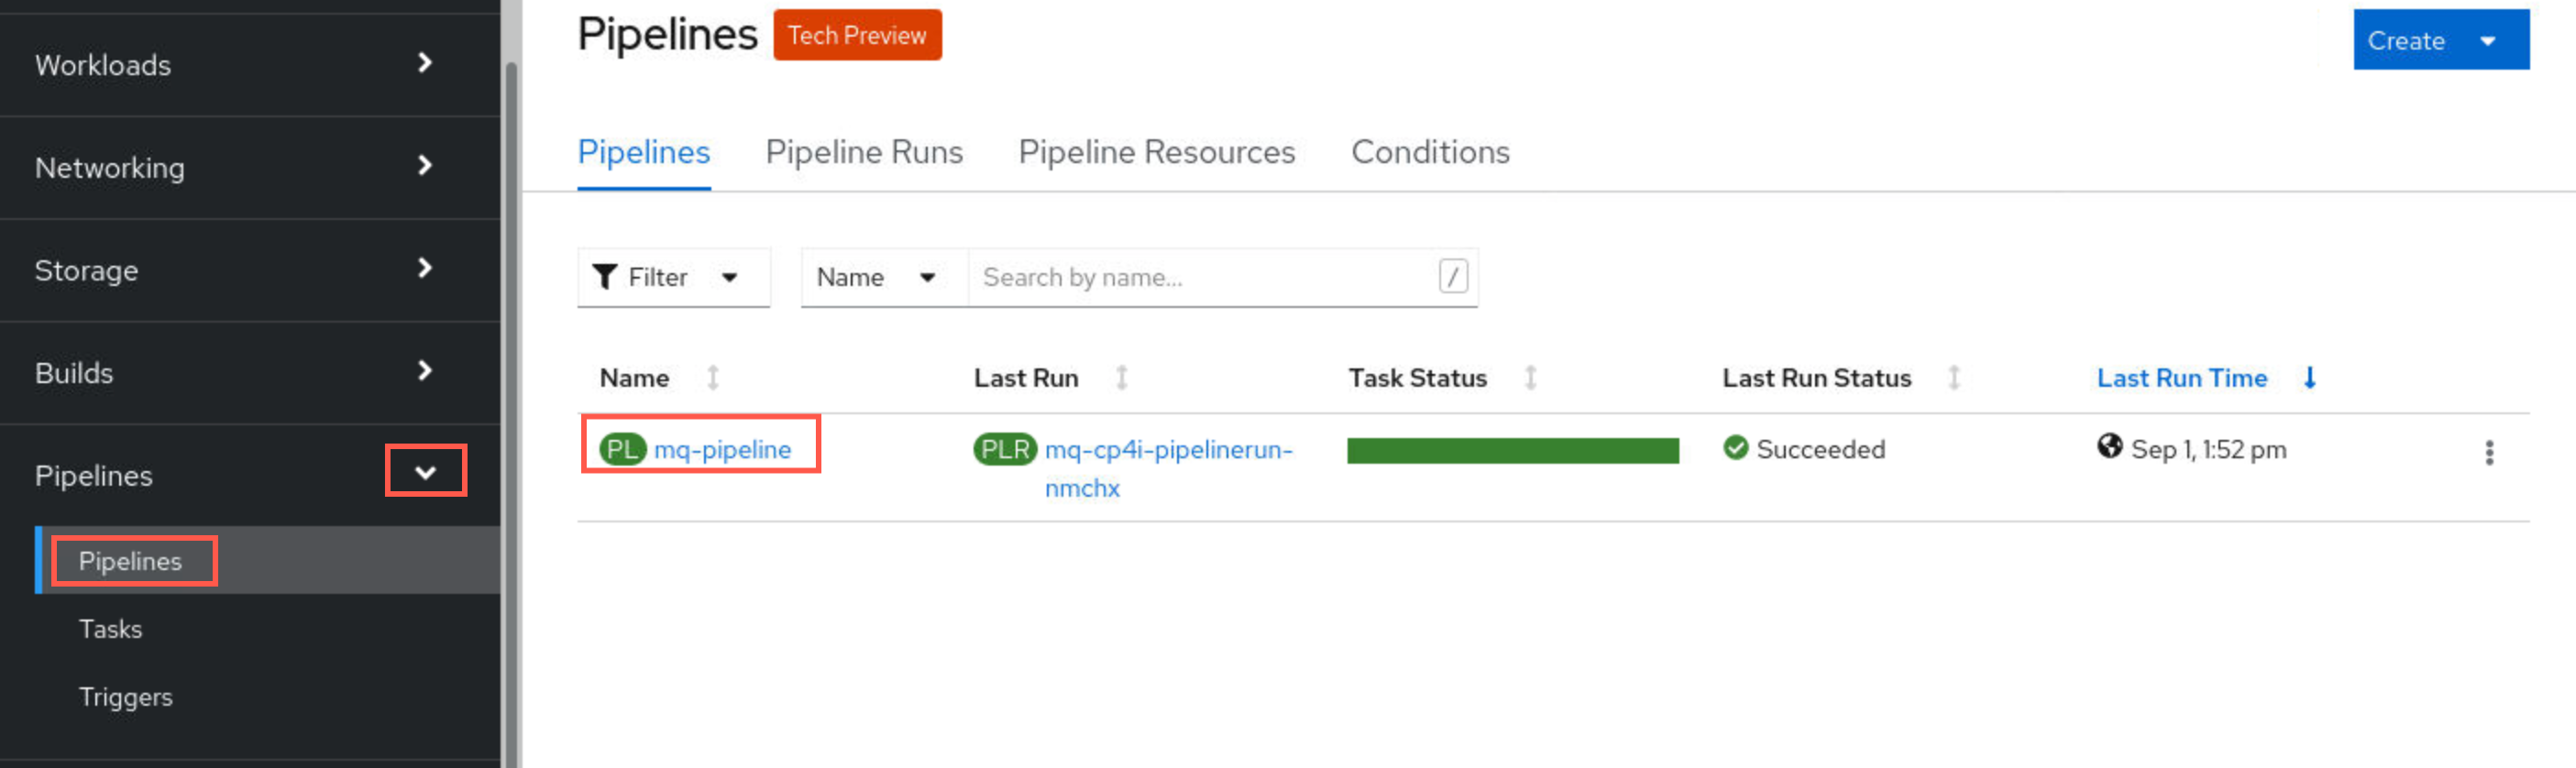 Workloads
Networking
Storage
Builds
Pipelines
Pipelines
Tasks
Triggers
Pipelines Tech Preview
Create
Pipelines Pipeline Runs Pipeline Resources Conditions
Filter Name Search by name... /
Name Last Run Task Status Last Run Status Last Run Time
PL mq-pipeline PLR mq-cp4i-pipelinerun- Succeeded Sep 1, 1:52 pm
nmchx